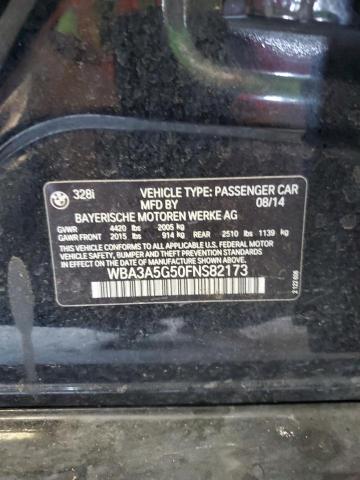 328i VEHICLE TYPE: PASSENGER CAR
MFD BY 08/14
BAYERISCHE MOTOREN WERKE AG
GVWR 4420 lbs 2005 kg
GAWR FRONT 2015 lbs 914 kg GAWR REAR 2510 lbs 1139 kg
THIS VEHICLE CONFORMS TO ALL APPLICABLE FEDERAL MOTOR
VEHICLE SAFETY, BUMPER AND THEFT PREVENTION STANDARDS
IN EFFECT ON THE DATE OF MANUFACTURE SHOWN ABOVE.
WBA3A5G50FNS82173